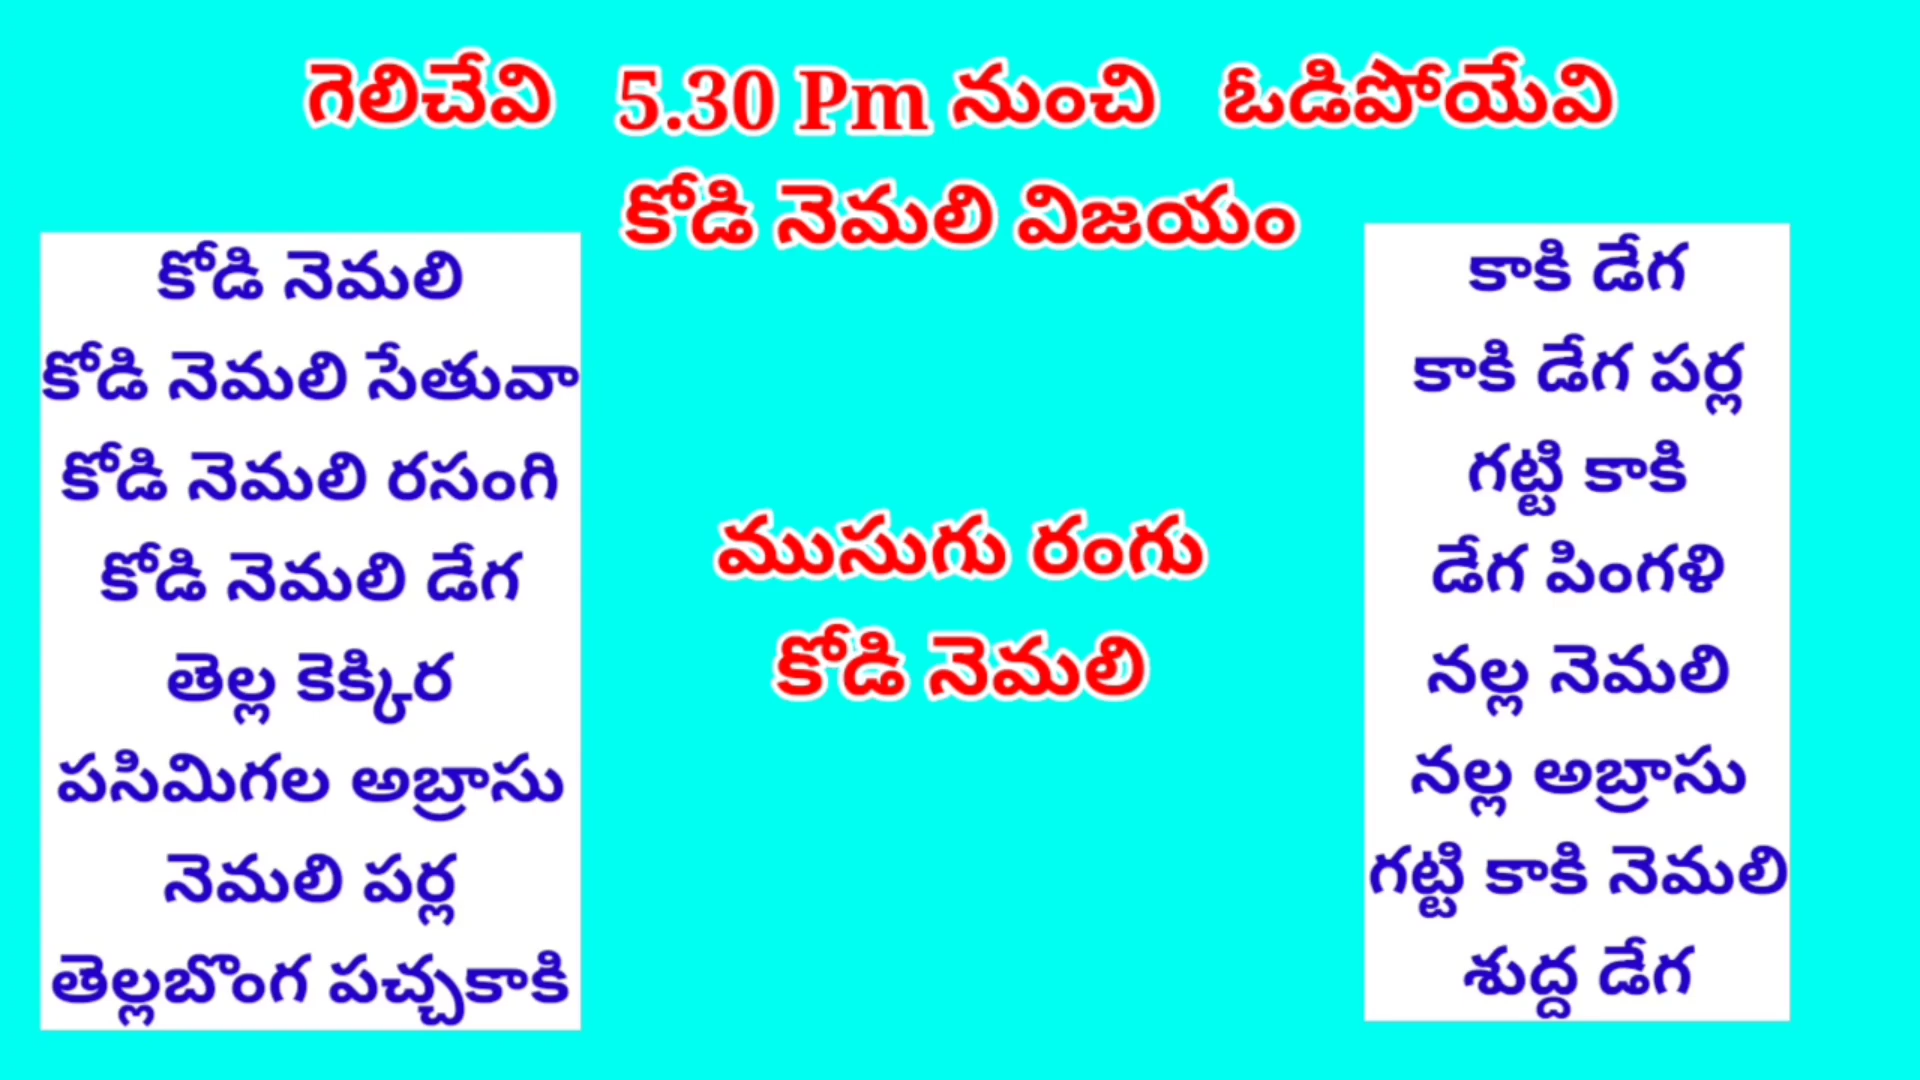 గెలిచేవి 5.30 Pm నుంచి ఓడిపోయేవి
కోడి నెమలి విజయం
కోడి నెమలి
కోడి నెమలి సేతువా
కోడి నెమలి రసంగి
కోడి నెమలి డేగ
తెల్ల కెక్కిర
పసిమిగల అబ్రాసు
నెమలి పర్ల
తెల్లబొంగ పచ్చకాకి
ముసుగు రంగు
కోడి నెమలి
కాకి డేగ
కాకి డేగ పర్ల
గట్టి కాకి
డేగ పింగళి
నల్ల నెమలి
నల్ల అబ్రాసు
గట్టి కాకి నెమలి
శుద్ద డేగ